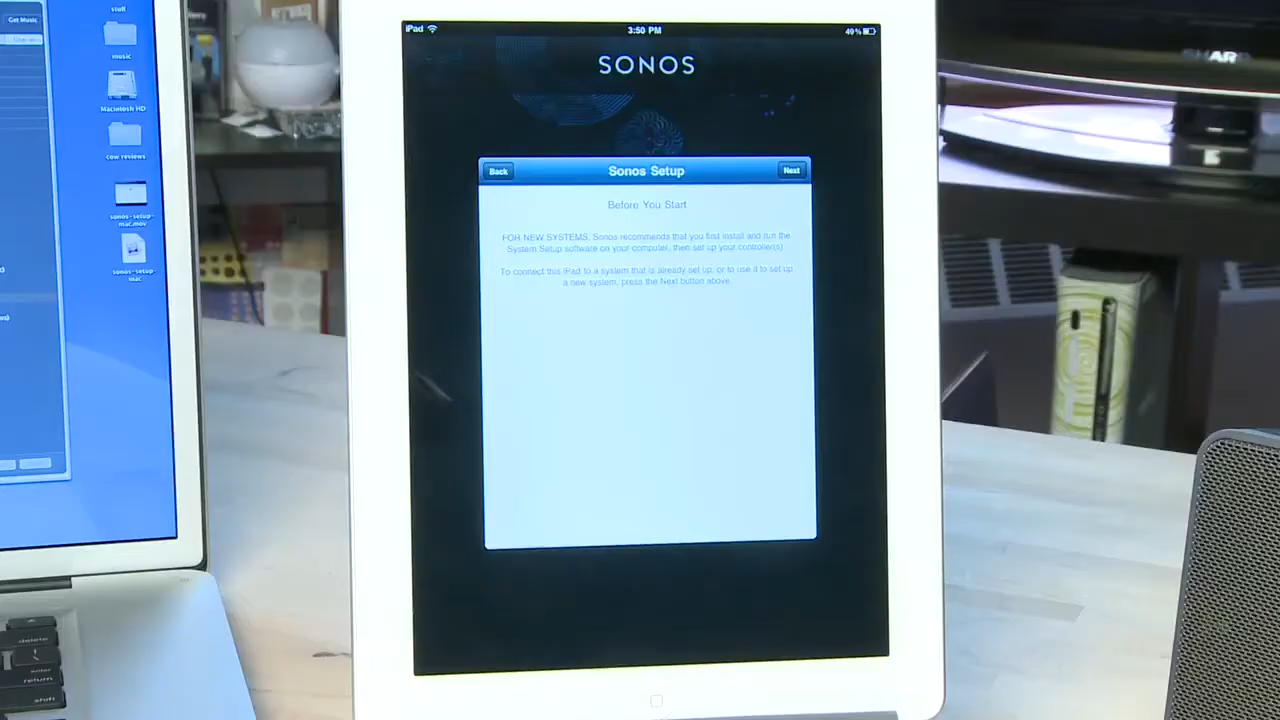 Get Music
stuff
music
Macintosh HD
cow reviews
sonos-setup-
mac.mov
sonos-setup-
mac
iPad
3:50 PM
49%
SONOS
Back
Sonos Setup
Next
Before You Start
FOR NEW SYSTEMS, Sonos recommends that you first install and run the
System Setup software on your computer, then set up your controller(s).
To connect this iPad to a system that is already set up, or to use it to set up
a new system, press the Next button above.
SHARP
delete
enter
return
shift